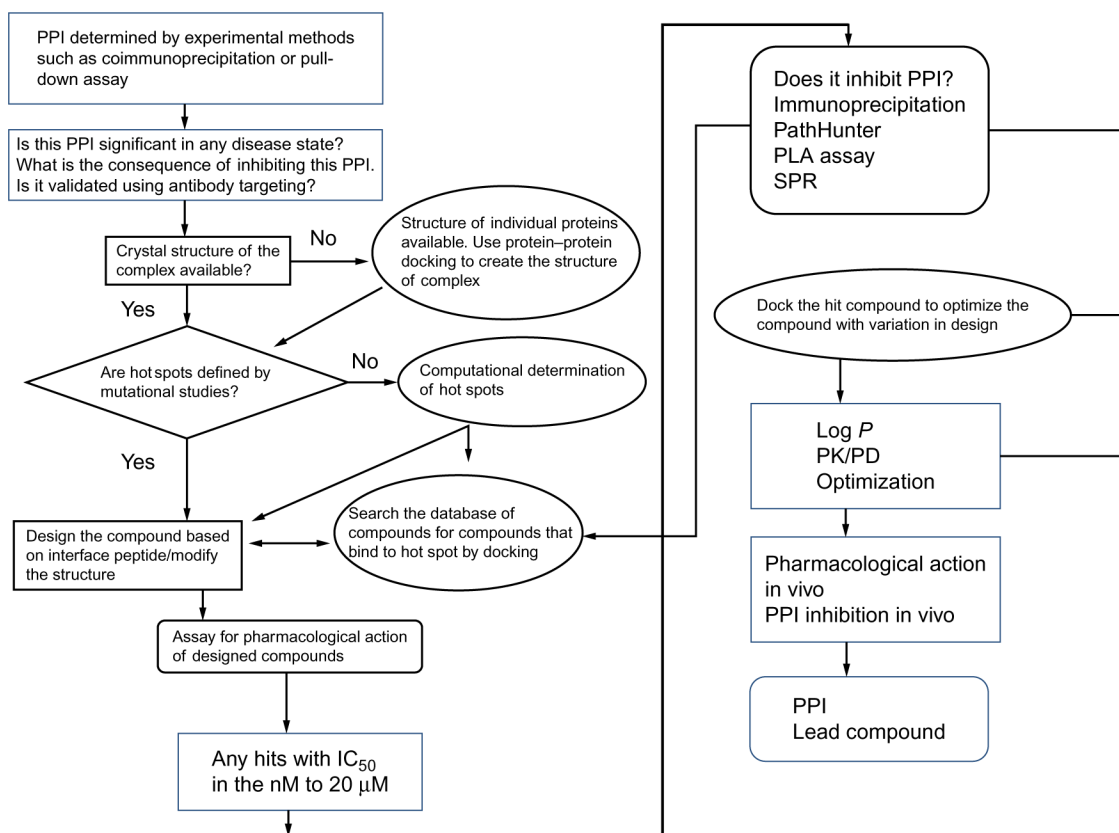 PPI determined by experimental methods
such as coimmunoprecipitation or pull-
down assay
Is this PPI significant in any disease state?
What is the consequence of inhibiting this PPI.
Is it validated using antibody targeting?
Crystal structure of the
complex available?
No
Structure of individual proteins
available. Use protein–protein
docking to create the structure
of complex
Yes
Are hot spots defined by
mutational studies?
No
Computational determination
of hot spots
Yes
Design the compound based
on interface peptide/modify
the structure
Search the database of
compounds for compounds that
bind to hot spot by docking
Assay for pharmacological action
of designed compounds
Any hits with IC50
in the nM to 20 μM
Does it inhibit PPI?
Immunoprecipitation
PathHunter
PLA assay
SPR
Dock the hit compound to optimize the
compound with variation in design
Log P
PK/PD
Optimization
Pharmacological action
in vivo
PPI inhibition in vivo
PPI
Lead compound